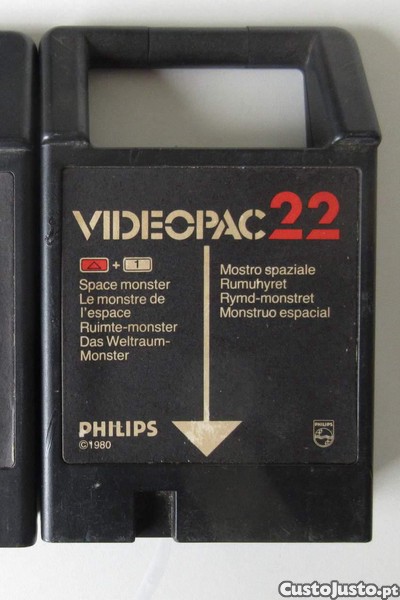 VIDEOPAC 22
+ 1
Space monster
Le monstre de
l'espace
Ruimte-monster
Das Weltraum-
Monster
Mostro spaziale
Rumuhyret
Rymd-monstret
Monstruo espacial
PHILIPS
©1980
PHILIPS
CustoJusto.pt